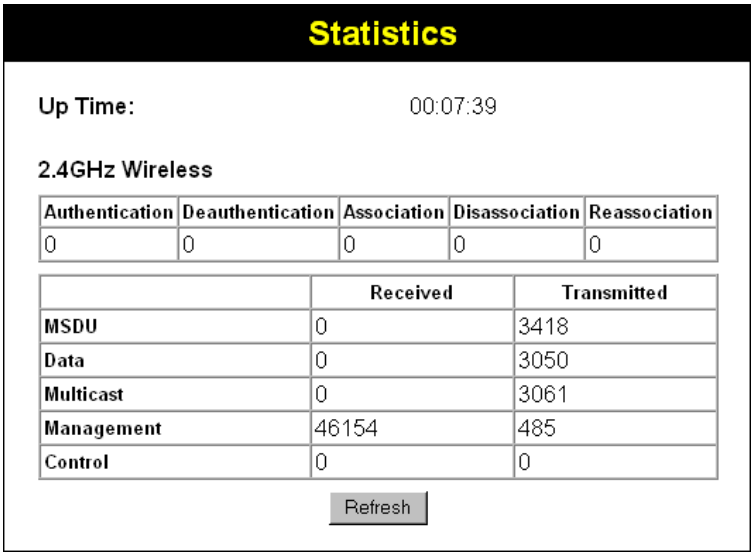 Statistics
Up Time: 00:07:39
2.4GHz Wireless
Authentication Deauthentication Association Disassociation Reassociation
0 0 0 0 0
Received Transmitted
MSDU 0 3418
Data 0 3050
Multicast 0 3061
Management 46154 485
Control 0 0
Refresh